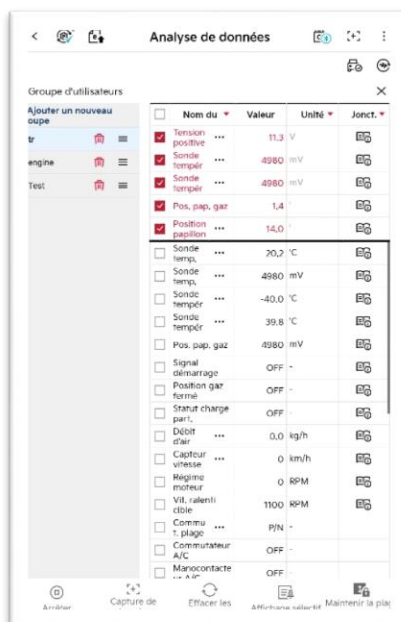 Analyse de données
Groupe d'utilisateurs
Ajouter un nouveau
oupe
tr
engine
Test
Nom du Valeur Unité Jonct.
Tension
positive ... 11,3 V
Sonde
tempér ... 4980 mV
Sonde
tempér ... 4980 mV
Pos. pap. gaz 1,4
Position
papillon ... 14,0
Sonde
temp, ... 20,2 °C
Sonde
temp, ... 4980 mV
Sonde
tempér ... -40.0 °C
Sonde
tempér ... 39.8 °C
Pos. pap. gaz 4980 mV
Signal
démarrage OFF -
Position gaz
fermé OFF -
Statut charge
part, OFF -
Débit
d'air ... 0,0 kg/h
Capteur
vitesse ... 0 km/h
Régime
moteur 0 RPM
Vit. ralenti
cible 1100 RPM
Commu
t. plage ... P/N -
Commutateur
A/C OFF -
Manocontacte
ur A/C OFF -
Arrêter
Capture de
Effacer les
Affichage sélectif
Maintenir la plag